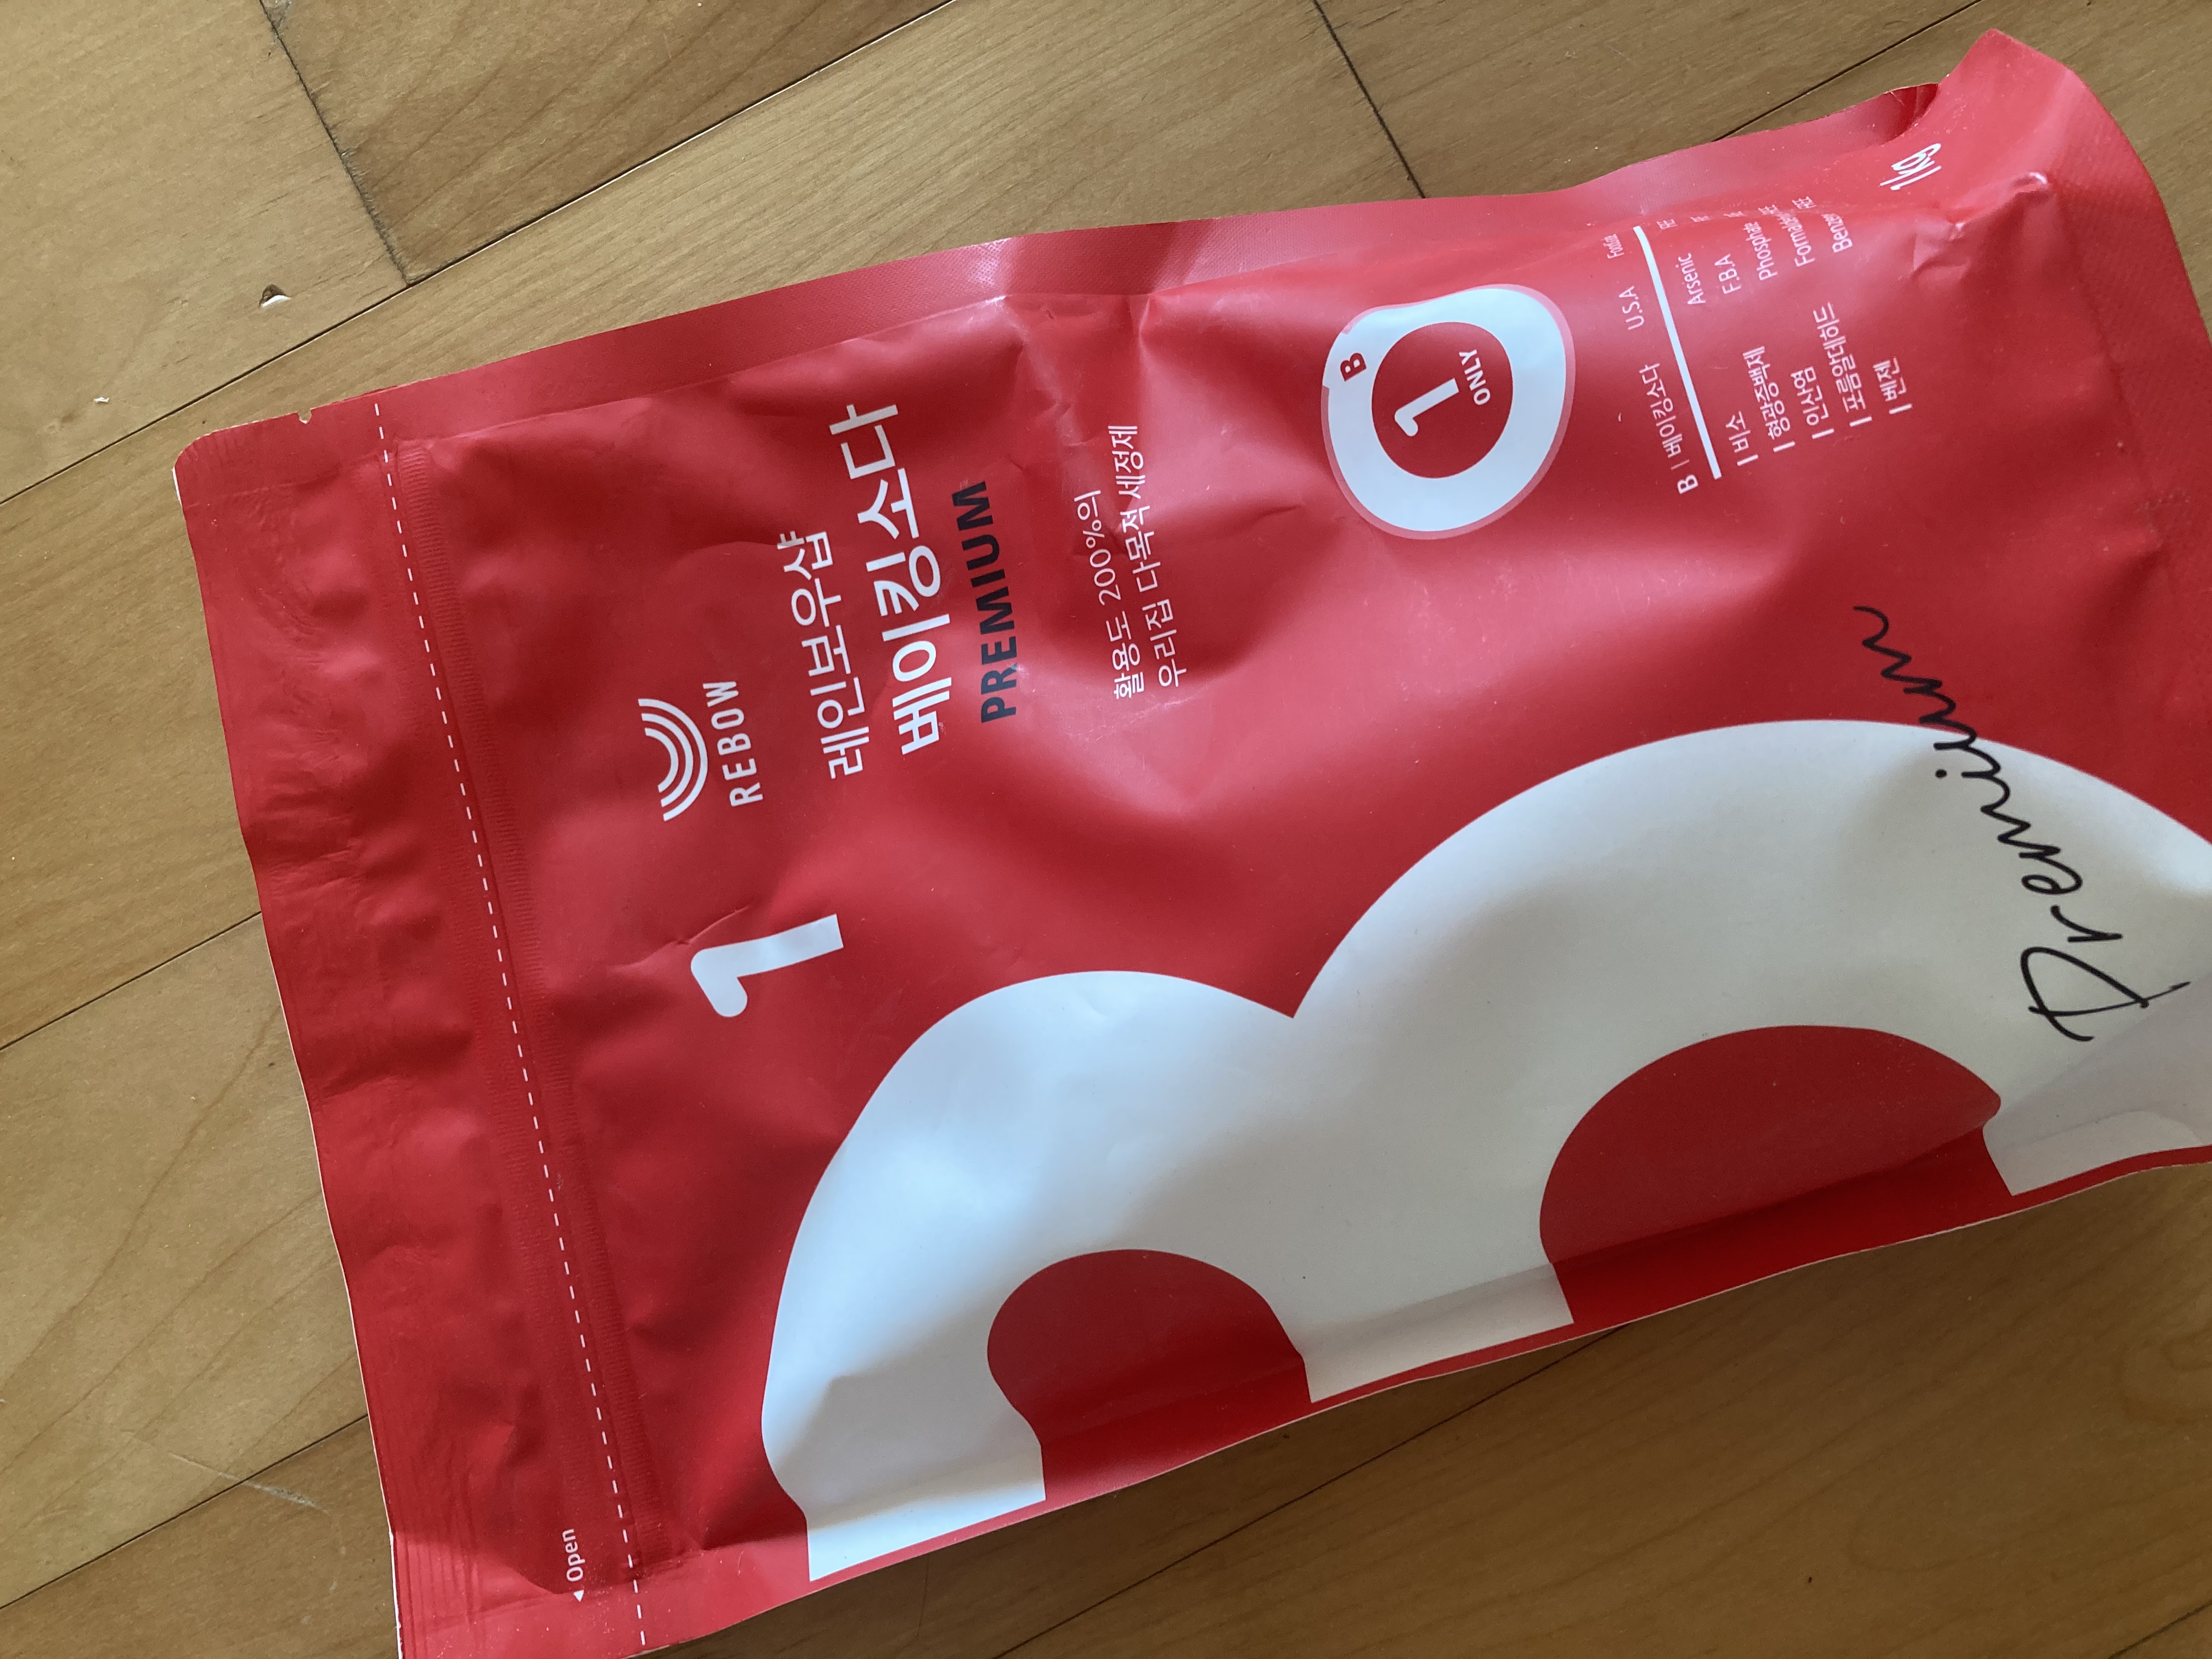 ◀ Open
REBOW
1
레인보우샵
베이킹소다
PREMIUM
활용도 200%의
우리집 다목적 세정제
B
1
ONLY
B | 베이킹소다 U.S.A
| 비소 Arsenic
| 형광증백제 F.B.A
| 인산염
| 포름알데히드
| 벤젠
1kg
Premium